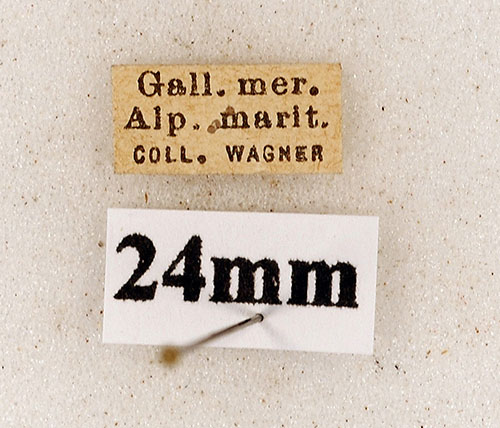 Gall. mer.
Alp. marit.
COLL. WAGNER
24mm